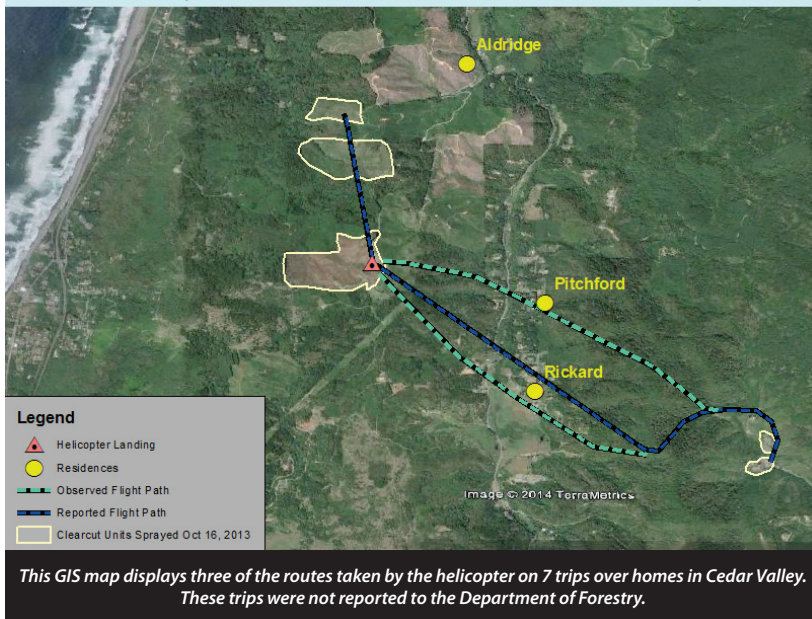 Aldridge
Pitchford
Rickard
Legend
Helicopter Landing
Residences
Observed Flight Path
Reported Flight Path
Clearcut Units Sprayed Oct 16, 2013
Image © 2014 TerraMetrics
This GIS map displays three of the routes taken by the helicopter on 7 trips over homes in Cedar Valley.
These trips were not reported to the Department of Forestry.